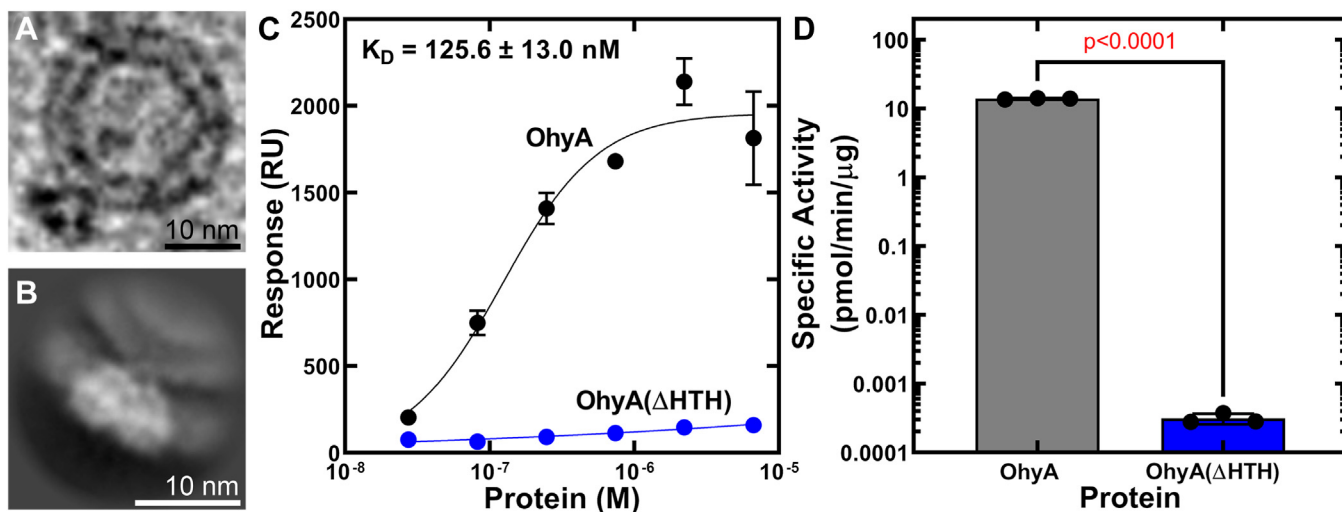 A
10 nm
B
10 nm
C
K_D = 125.6 ± 13.0 nM
Response (RU)
2500
2000
1500
1000
500
0
OhyA
OhyA(ΔHTH)
10⁻⁸
10⁻⁷
10⁻⁶
10⁻⁵
Protein (M)
D
p<0.0001
Specific Activity
(pmol/min/μg)
100
10
1
0.1
0.01
0.001
0.0001
OhyA
OhyA(ΔHTH)
Protein